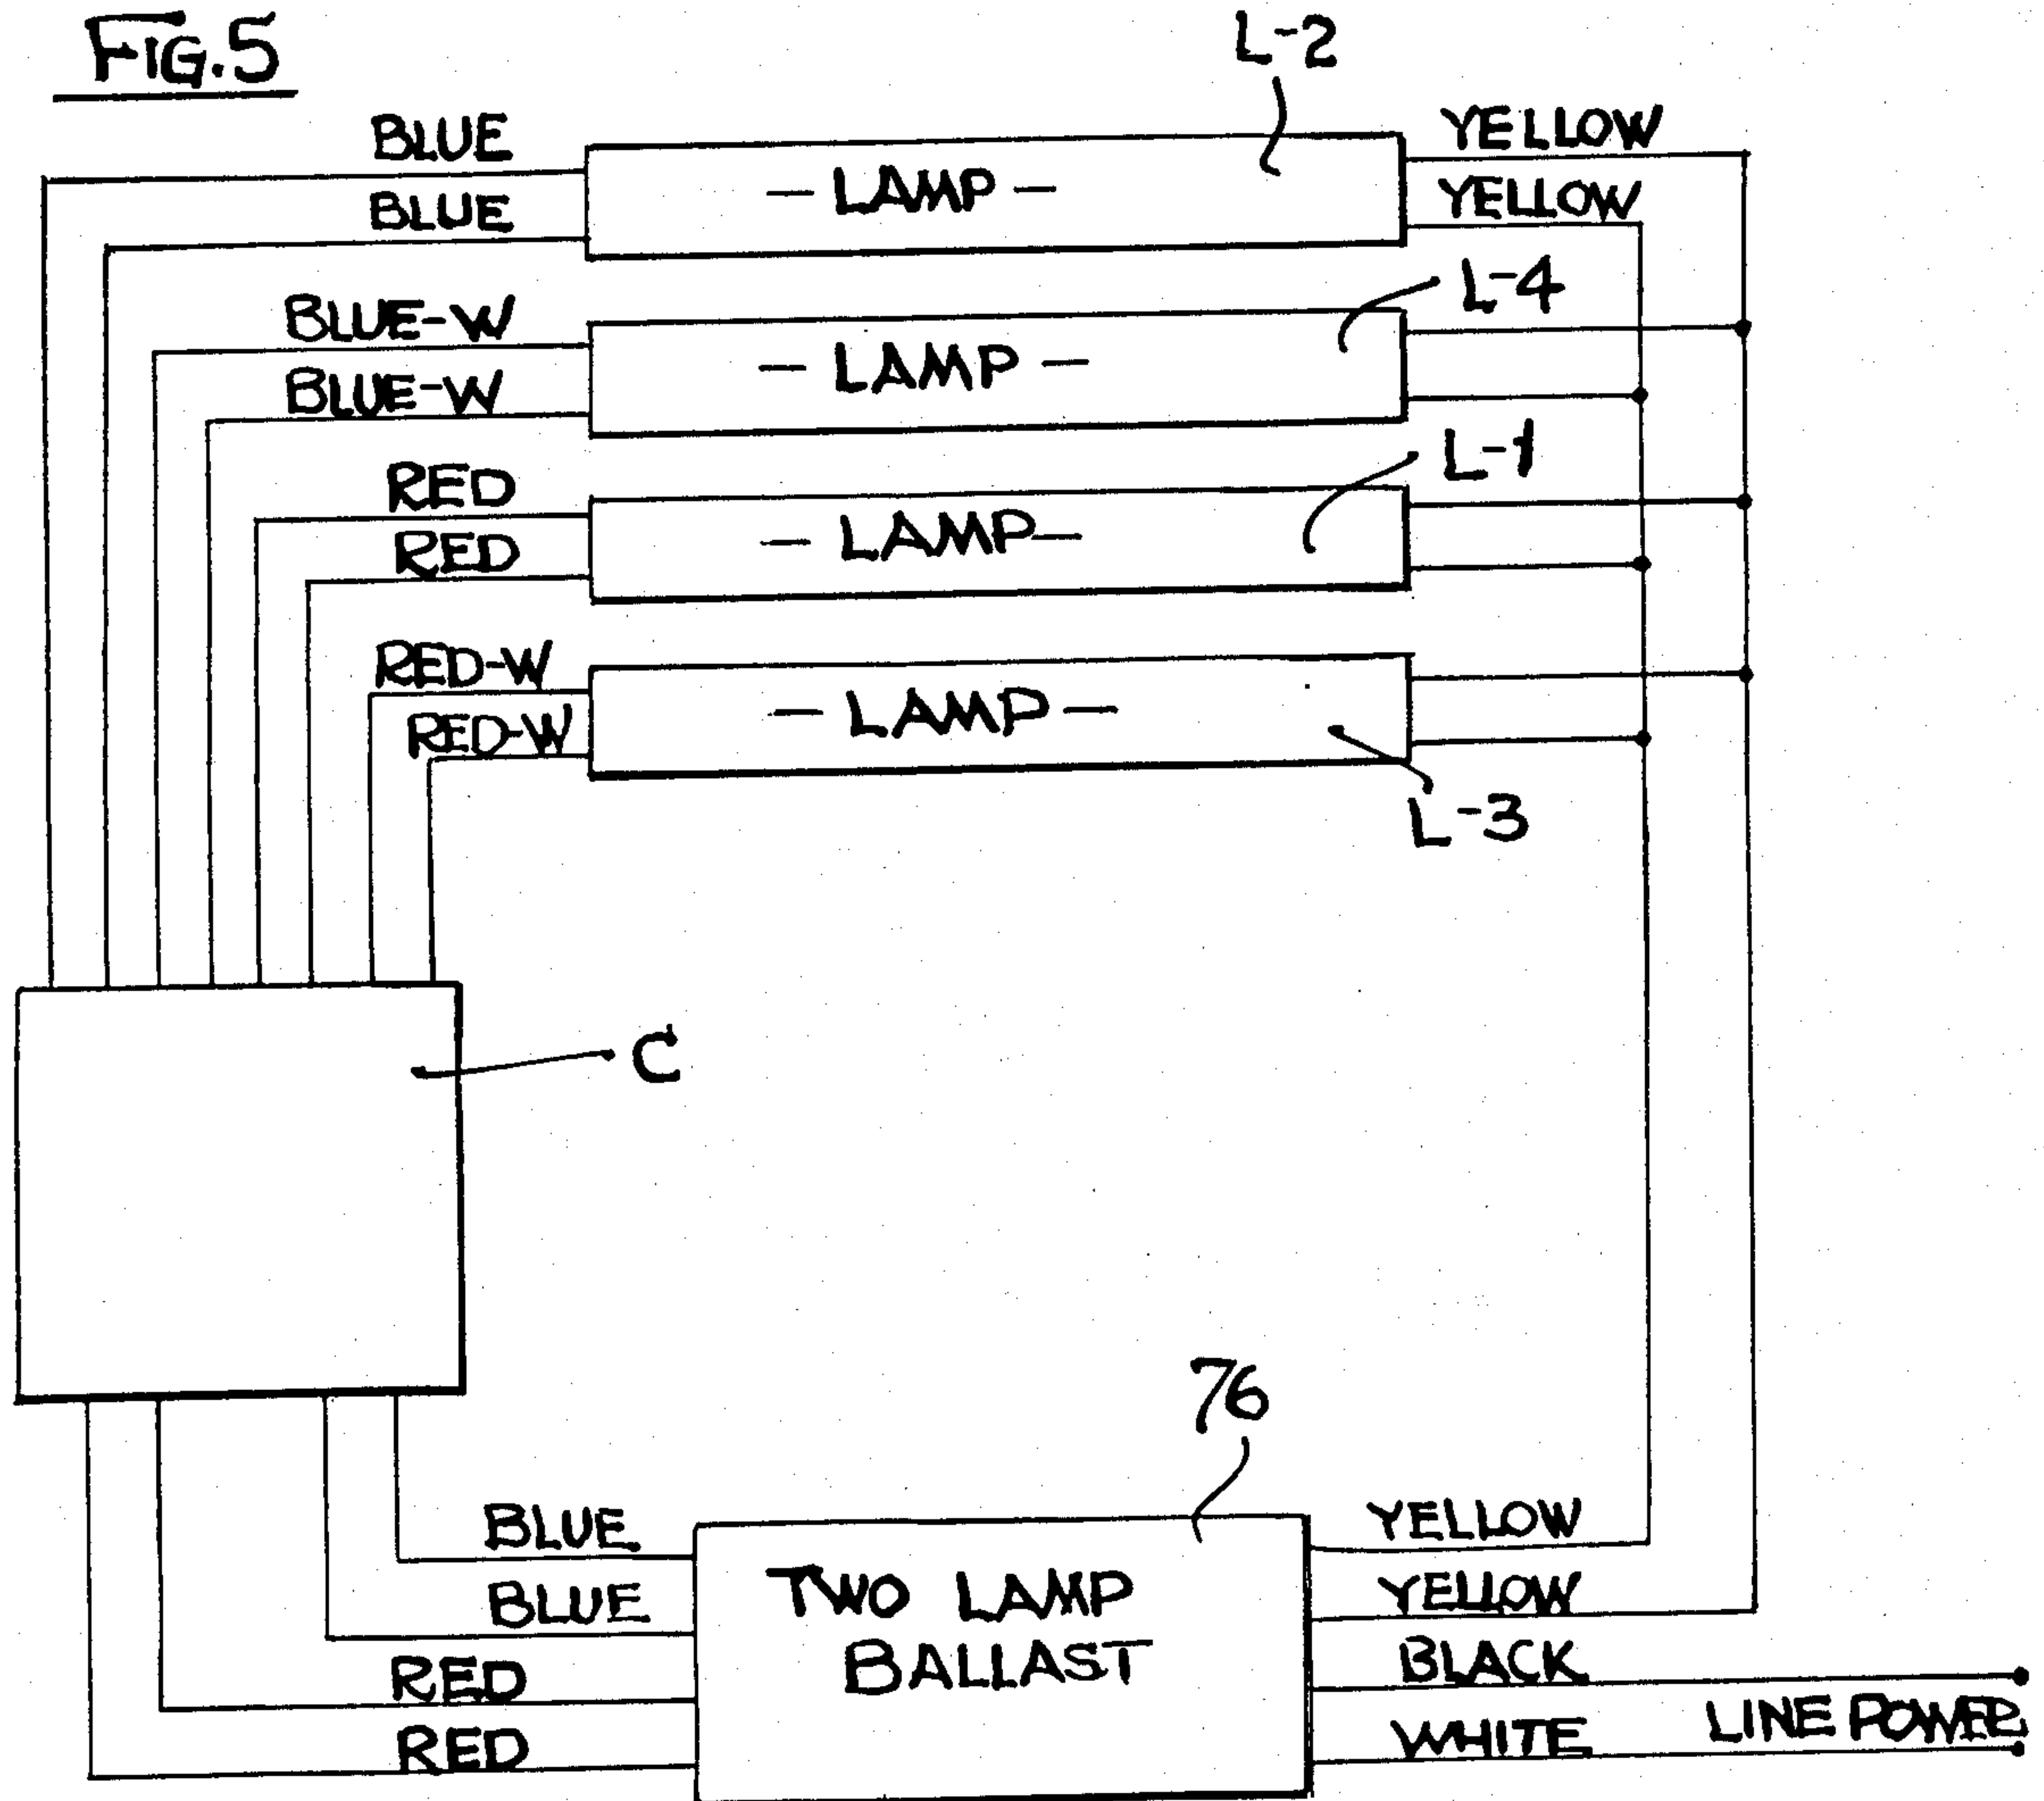 FIG.5
L-2
BLUE
YELLOW
- LAMP -
BLUE
YELLOW
L-4
BLUE-W
- LAMP -
BLUE-W
L-1
RED
- LAMP -
RED
RED-W
- LAMP -
RED-W
L-3
C
76
BLUE
YELLOW
TWO LAMP
BLUE
YELLOW
BALLAST
RED
BLACK
LINE POWER
RED
WHITE